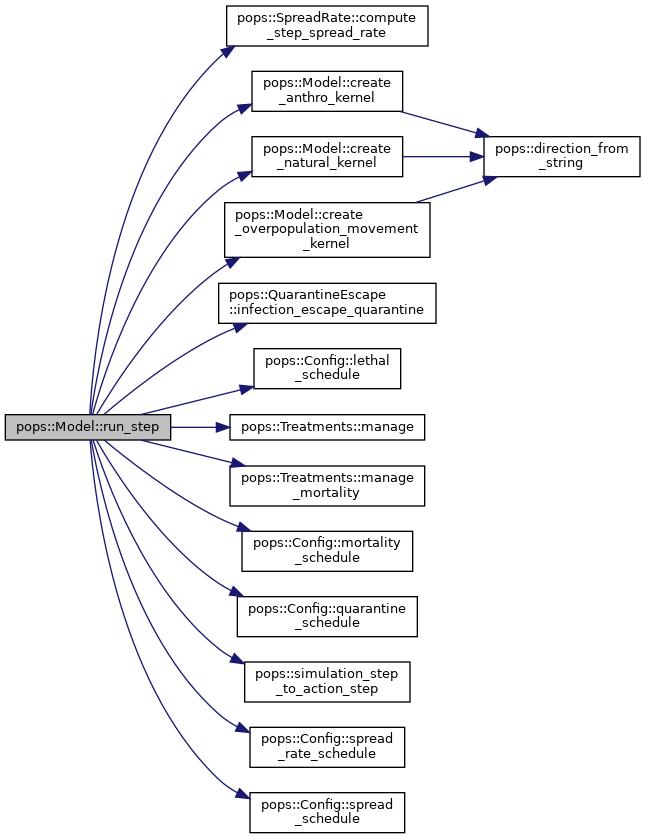 pops::SpreadRate::compute
_step_spread_rate
pops::Model::create
_anthro_kernel
pops::Model::create
_natural_kernel
pops::direction_from
_string
pops::Model::create
_overpopulation_movement
_kernel
pops::QuarantineEscape
::infection_escape_quarantine
pops::Config::lethal
_schedule
pops::Model::run_step
pops::Treatments::manage
pops::Treatments::manage
_mortality
pops::Config::mortality
_schedule
pops::Config::quarantine
_schedule
pops::simulation_step
_to_action_step
pops::Config::spread
_rate_schedule
pops::Config::spread
_schedule